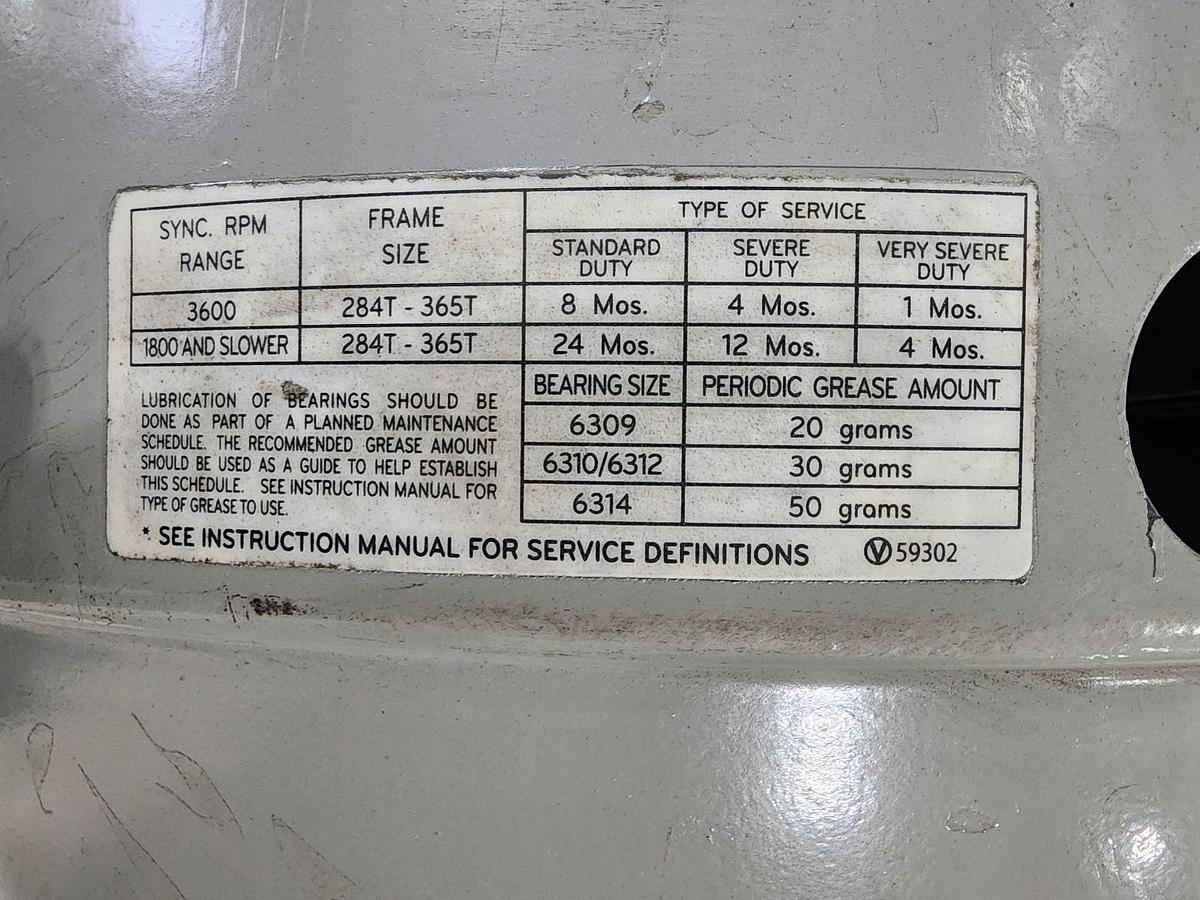 SYNC. RPM RANGE
FRAME SIZE
TYPE OF SERVICE
STANDARD DUTY
SEVERE DUTY
VERY SEVERE DUTY
3600 284T - 365T 8 Mos. 4 Mos. 1 Mos.
1800 AND SLOWER 284T - 365T 24 Mos. 12 Mos. 4 Mos.
BEARING SIZE PERIODIC GREASE AMOUNT
6309 20 grams
6310/6312 30 grams
6314 50 grams
LUBRICATION OF BEARINGS SHOULD BE
DONE AS PART OF A PLANNED MAINTENANCE
SCHEDULE. THE RECOMMENDED GREASE AMOUNT
SHOULD BE USED AS A GUIDE TO HELP ESTABLISH
THIS SCHEDULE. SEE INSTRUCTION MANUAL FOR
TYPE OF GREASE TO USE.
* SEE INSTRUCTION MANUAL FOR SERVICE DEFINITIONS
V 59302